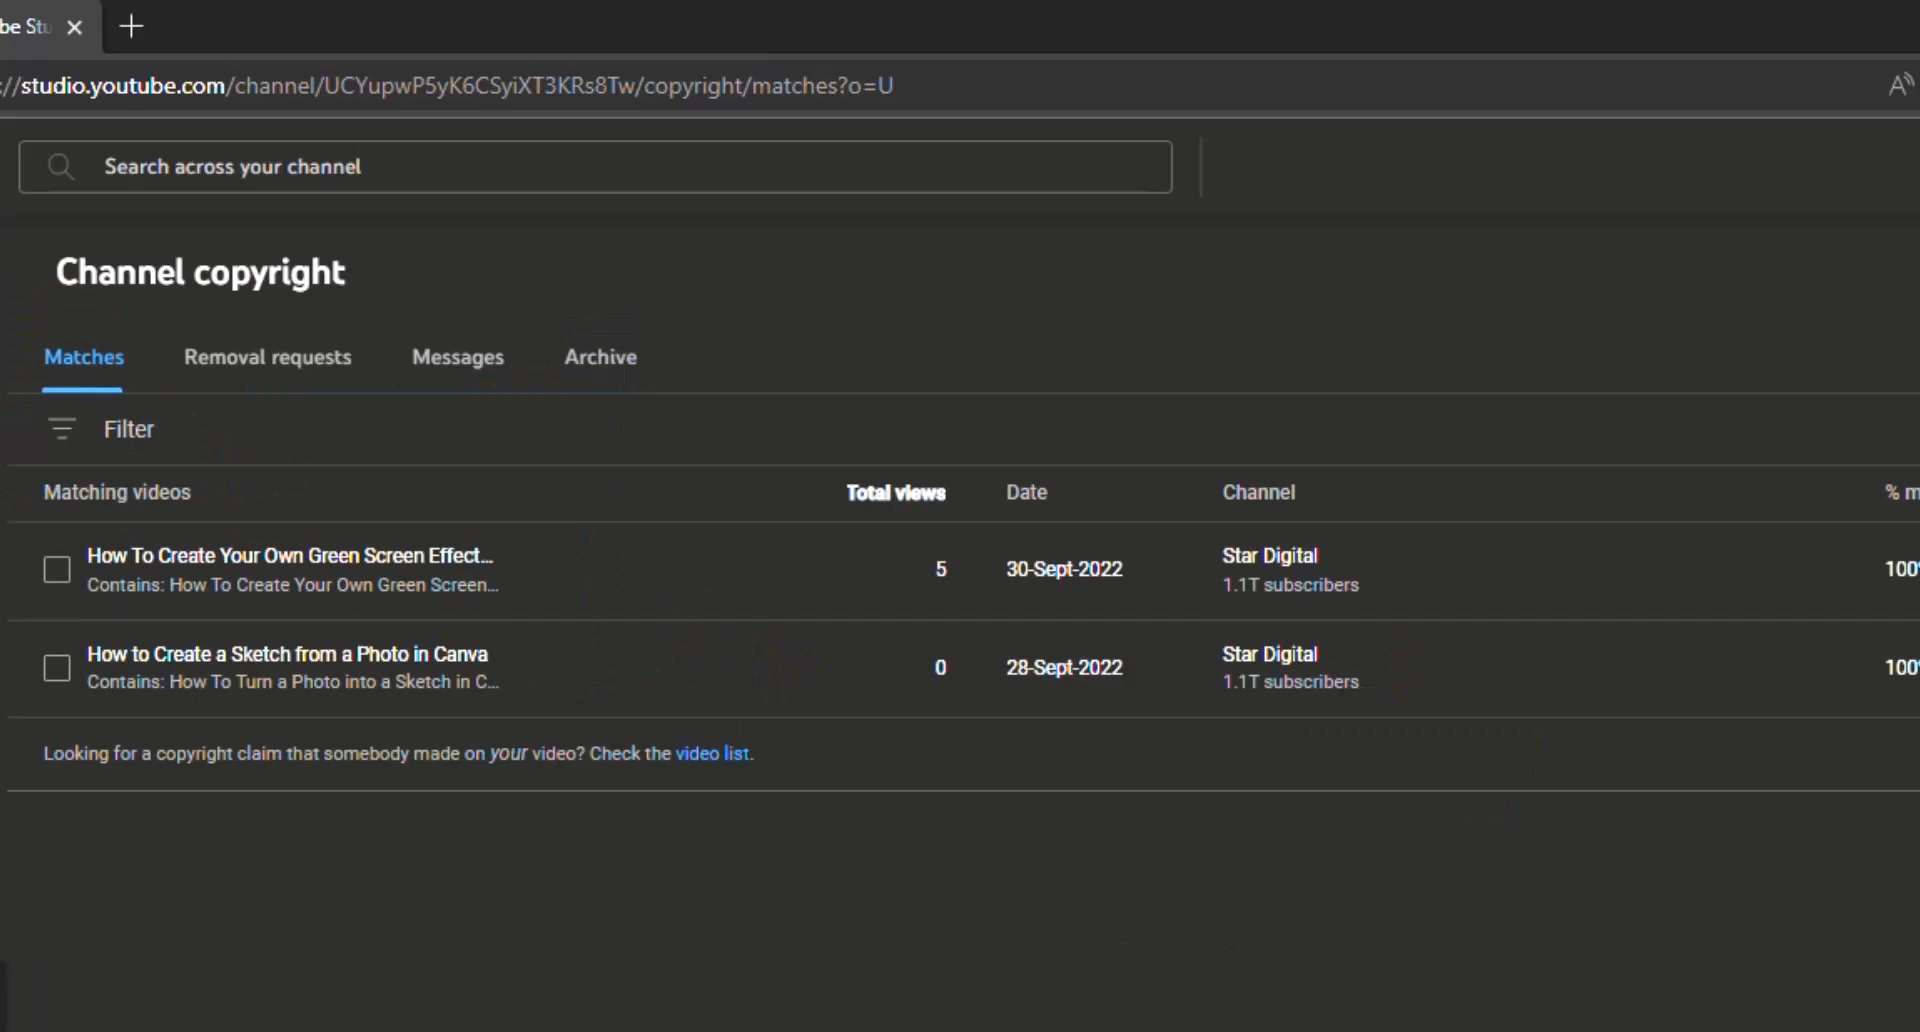 be Stu
://studio.youtube.com/channel/UCYupwP5yK6CSyiXT3KRs8Tw/copyright/matches?o=U
Search across your channel
Channel copyright
Matches Removal requests Messages Archive
Filter
Matching videos Total views Date Channel % m
How To Create Your Own Green Screen Effect... 5 30-Sept-2022 Star Digital 100%
Contains: How To Create Your Own Green Screen... 1.1T subscribers
How to Create a Sketch from a Photo in Canva 0 28-Sept-2022 Star Digital 100%
Contains: How To Turn a Photo into a Sketch in C... 1.1T subscribers
Looking for a copyright claim that somebody made on your video? Check the video list.